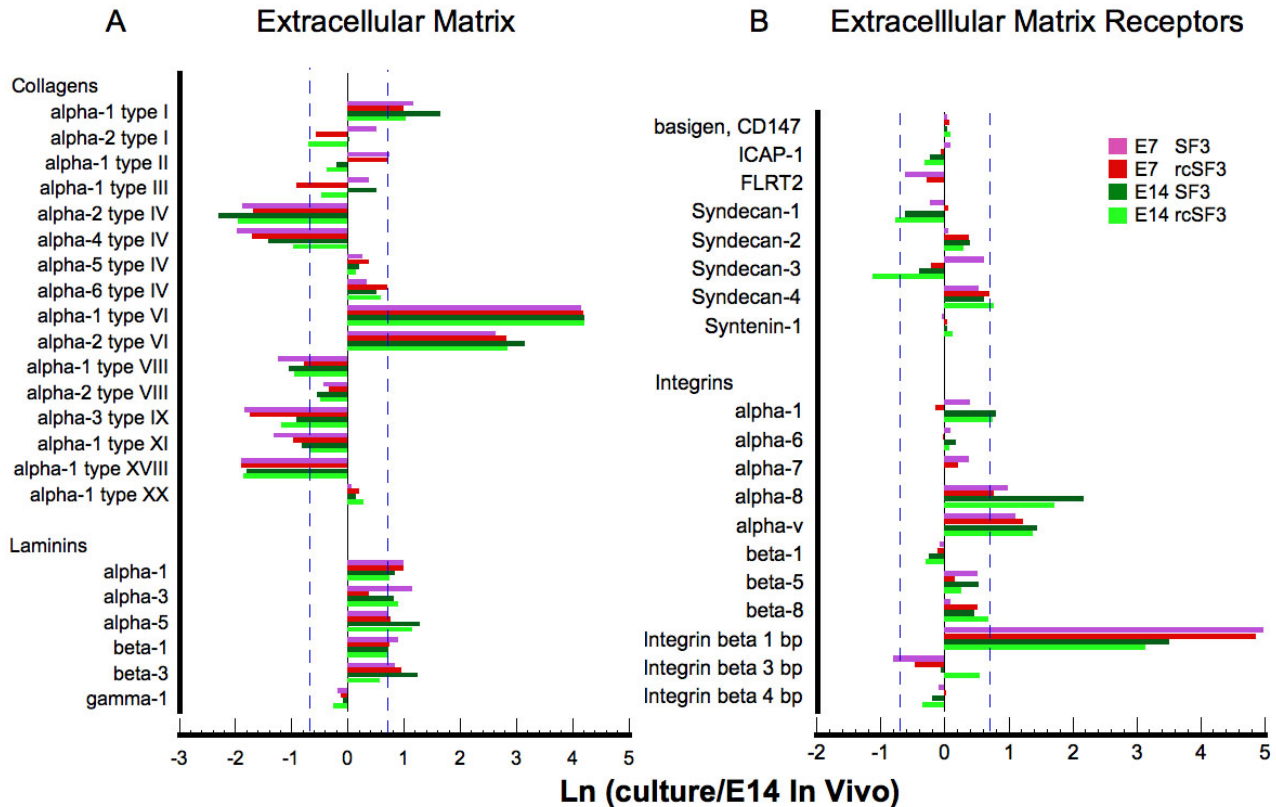 A Extracellular Matrix
Collagens
alpha-1 type I
alpha-2 type I
alpha-1 type II
alpha-1 type III
alpha-2 type IV
alpha-4 type IV
alpha-5 type IV
alpha-6 type IV
alpha-1 type VI
alpha-2 type VI
alpha-1 type VIII
alpha-2 type VIII
alpha-3 type IX
alpha-1 type XI
alpha-1 type XVIII
alpha-1 type XX
Laminins
alpha-1
alpha-3
alpha-5
beta-1
beta-3
gamma-1
-3 -2 -1 0 1 2 3 4 5
B Extracelllular Matrix Receptors
basigen, CD147
ICAP-1
FLRT2
Syndecan-1
Syndecan-2
Syndecan-3
Syndecan-4
Syntenin-1
Integrins
alpha-1
alpha-6
alpha-7
alpha-8
alpha-v
beta-1
beta-5
beta-8
Integrin beta 1 bp
Integrin beta 3 bp
Integrin beta 4 bp
E7 SF3
E7 rcSF3
E14 SF3
E14 rcSF3
-2 -1 0 1 2 3 4 5
Ln (culture/E14 In Vivo)